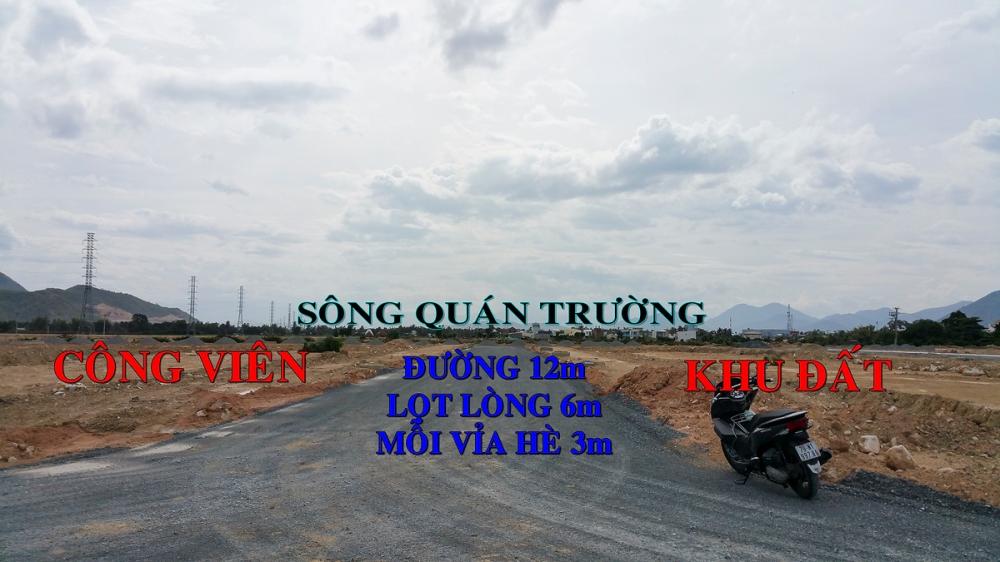 SÔNG QUÁN TRƯỜNG
CÔNG VIÊN
ĐƯỜNG 12m
KHU ĐẤT
LỌT LÒNG 6m
MỖI VỈA HÈ 3m